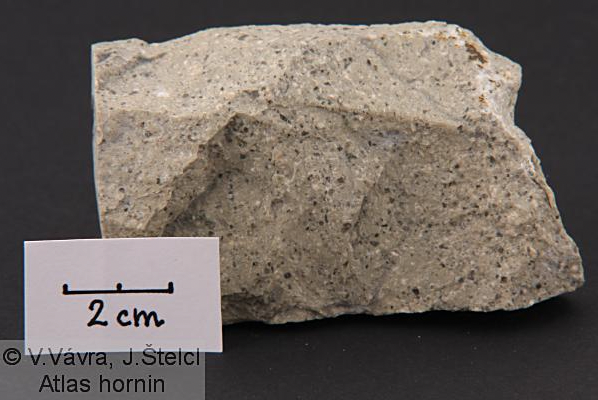 2 cm
© V.Vávra, J.Štelcl
Atlas hornin